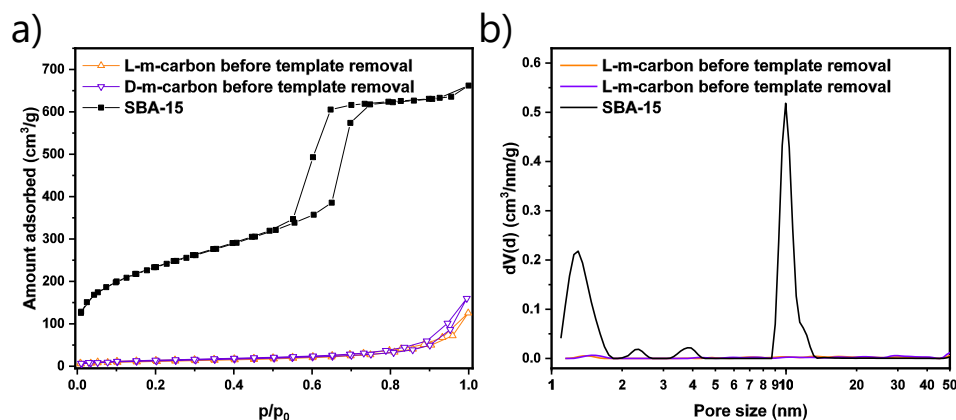 a)
L-m-carbon before template removal
D-m-carbon before template removal
SBA-15
Amount adsorbed (cm³/g)
700
600
500
400
300
200
100
0
0.0 0.2 0.4 0.6 0.8 1.0
p/p₀
b)
L-m-carbon before template removal
L-m-carbon before template removal
SBA-15
dV(d) (cm³/nm/g)
0.6
0.5
0.4
0.3
0.2
0.1
0.0
1 2 3 4 5 6 7 8 9 10 20 30 40 50
Pore size (nm)